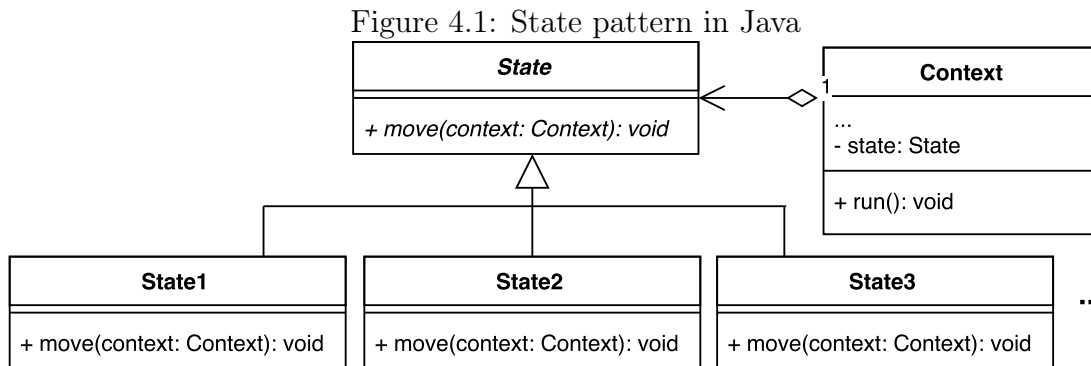 Figure 4.1: State pattern in Java
State
+ move(context: Context): void
1
Context
...
- state: State
+ run(): void
State1
+ move(context: Context): void
State2
+ move(context: Context): void
State3
+ move(context: Context): void
..